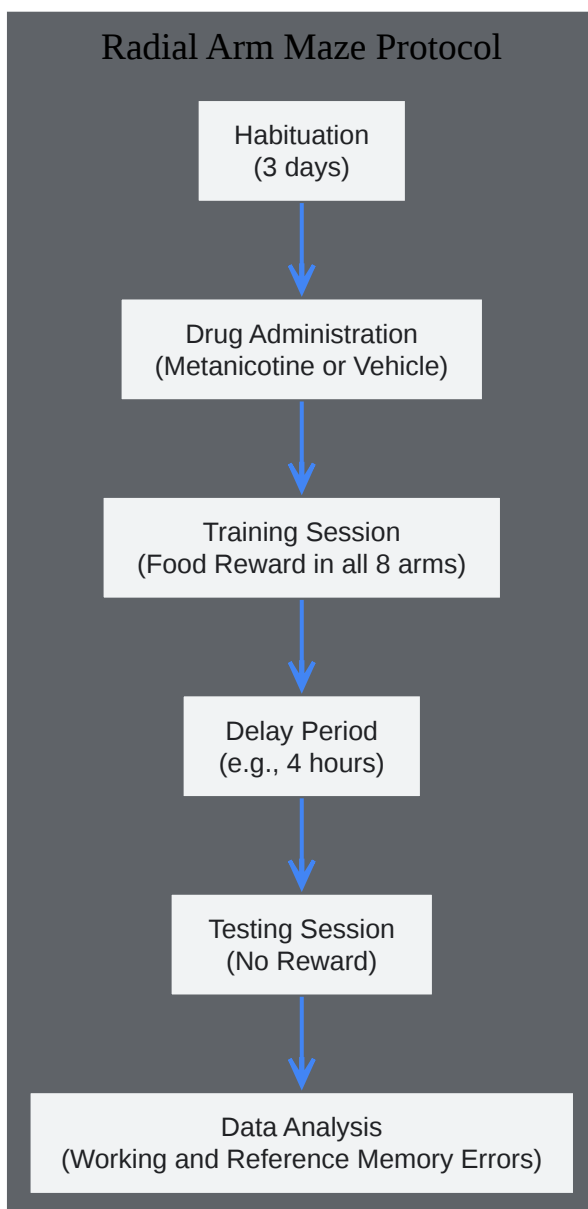 Radial Arm Maze Protocol
Habituation
(3 days)
Drug Administration
(Metanicotine or Vehicle)
Training Session
(Food Reward in all 8 arms)
Delay Period
(e.g., 4 hours)
Testing Session
(No Reward)
Data Analysis
(Working and Reference Memory Errors)